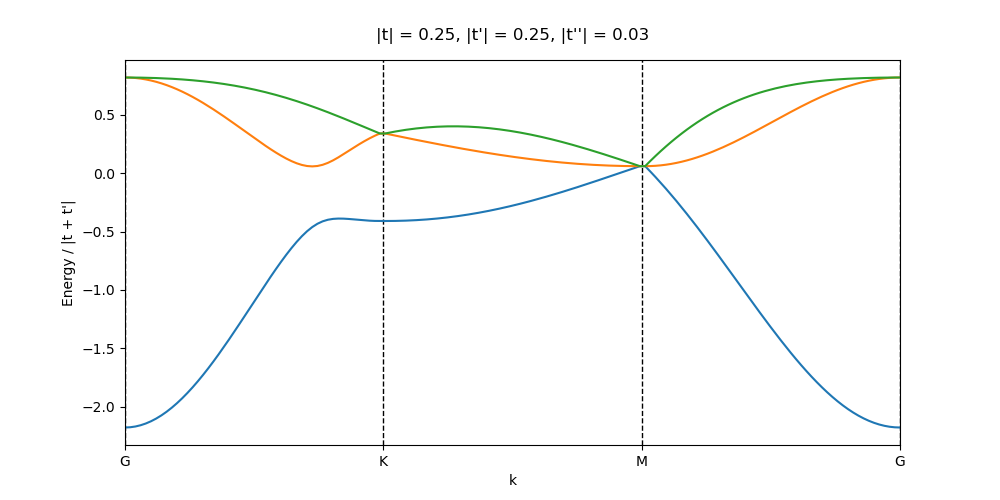 |t| = 0.25, |t'| = 0.25, |t''| = 0.03
Energy / |t + t'|
0.5
0.0
−0.5
−1.0
−1.5
−2.0
G K M G
k